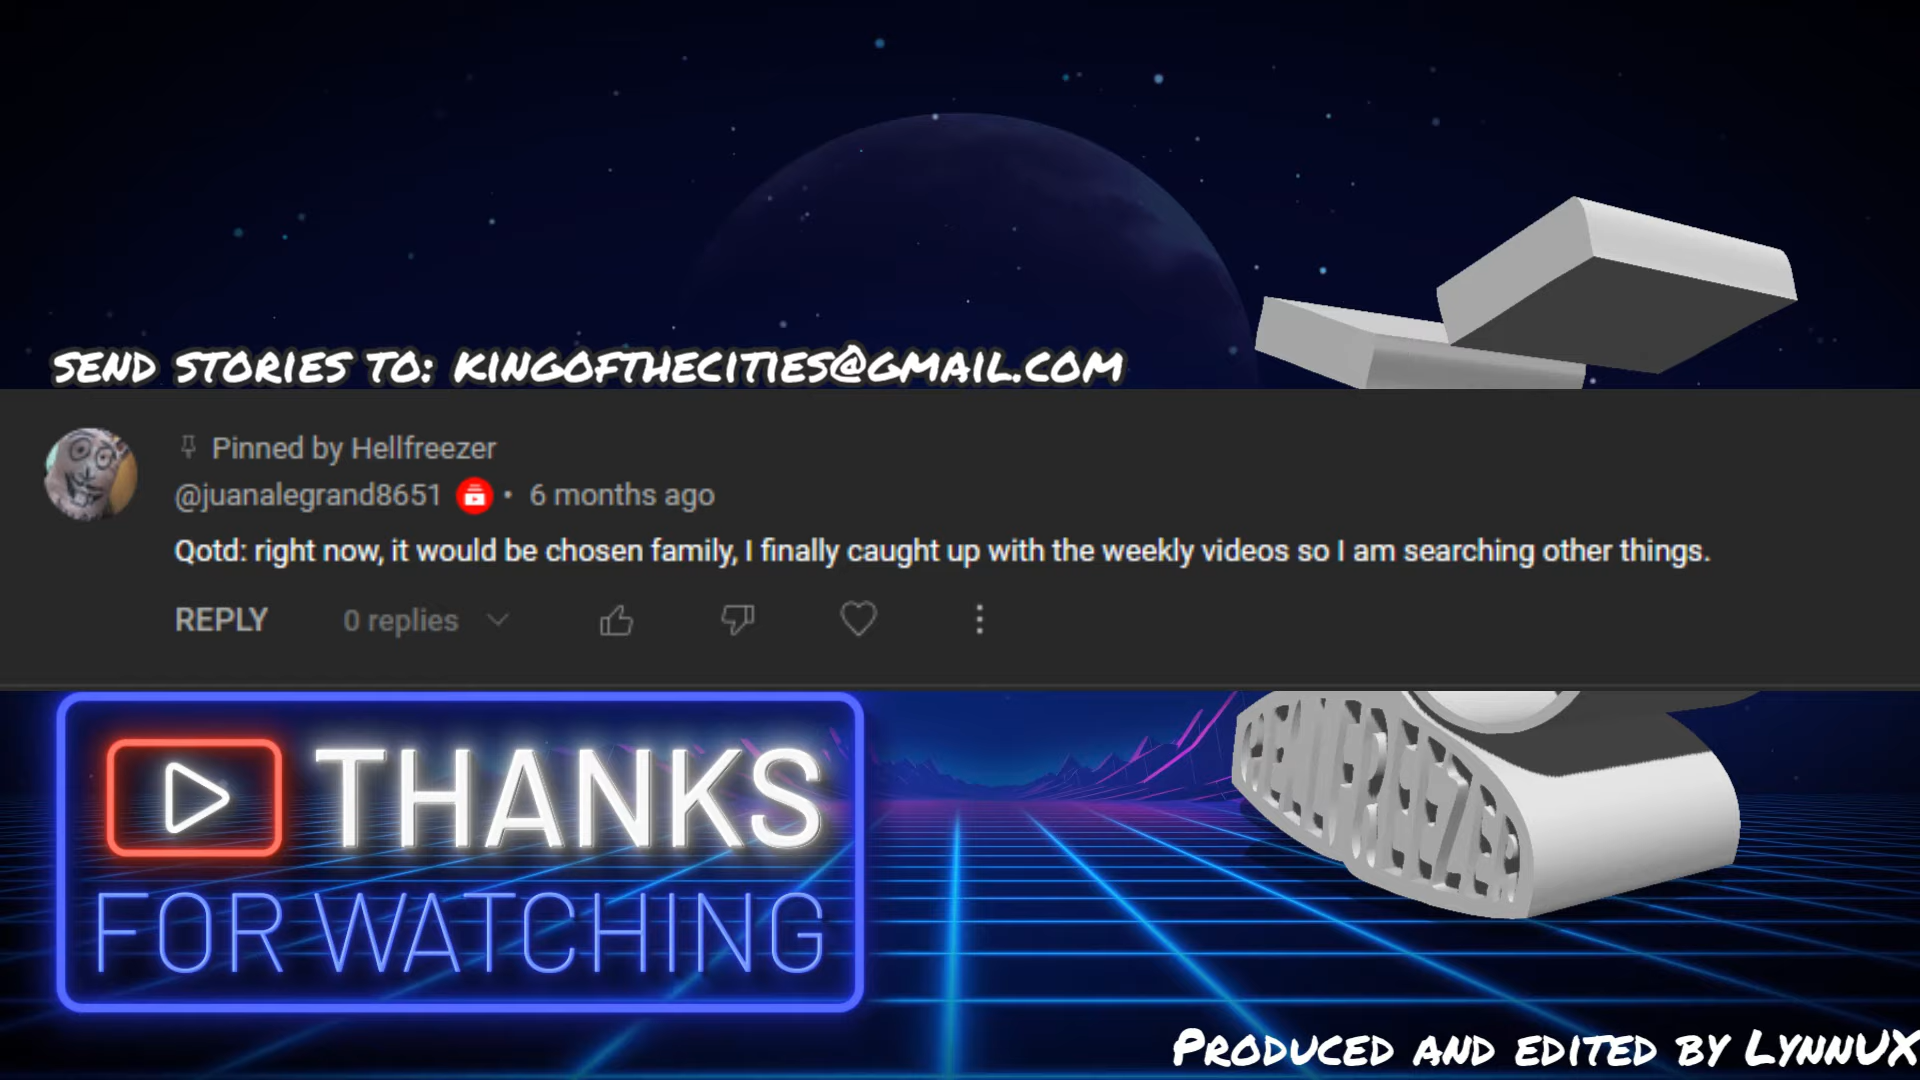 SEND STORIES TO: KINGOFTHECITIES@GMAIL.COM
Pinned by Hellfreezer
@juanalegrand8651 • 6 months ago
Qotd: right now, it would be chosen family, I finally caught up with the weekly videos so I am searching other things.
REPLY 0 replies
HELLFREEZER
THANKS
FOR WATCHING
PRODUCED AND EDITED BY LYNNUX